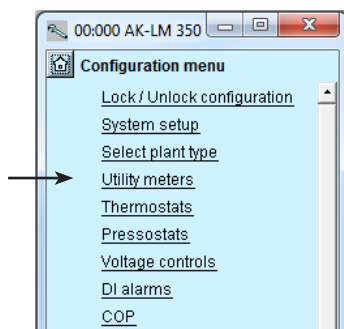 00:000 AK-LM 350
Configuration menu
Lock / Unlock configuration
System setup
Select plant type
Utility meters
Thermostats
Pressostats
Voltage controls
DI alarms
COP